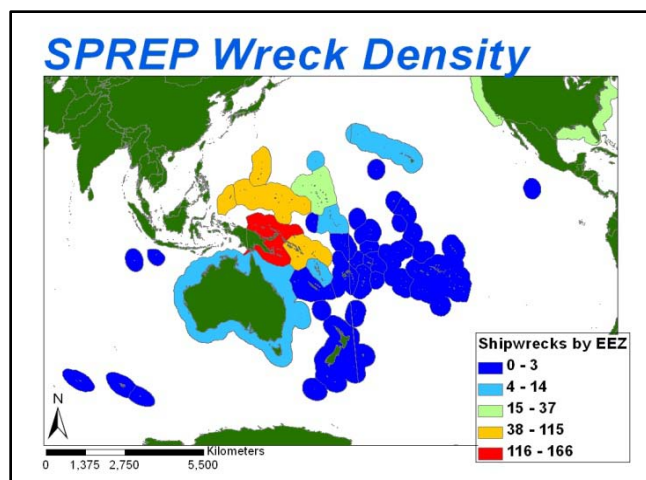 SPREP Wreck Density
Shipwrecks by EEZ
0 - 3
4 - 14
15 - 37
38 - 115
116 - 166
N
Kilometers
0 1,375 2,750 5,500